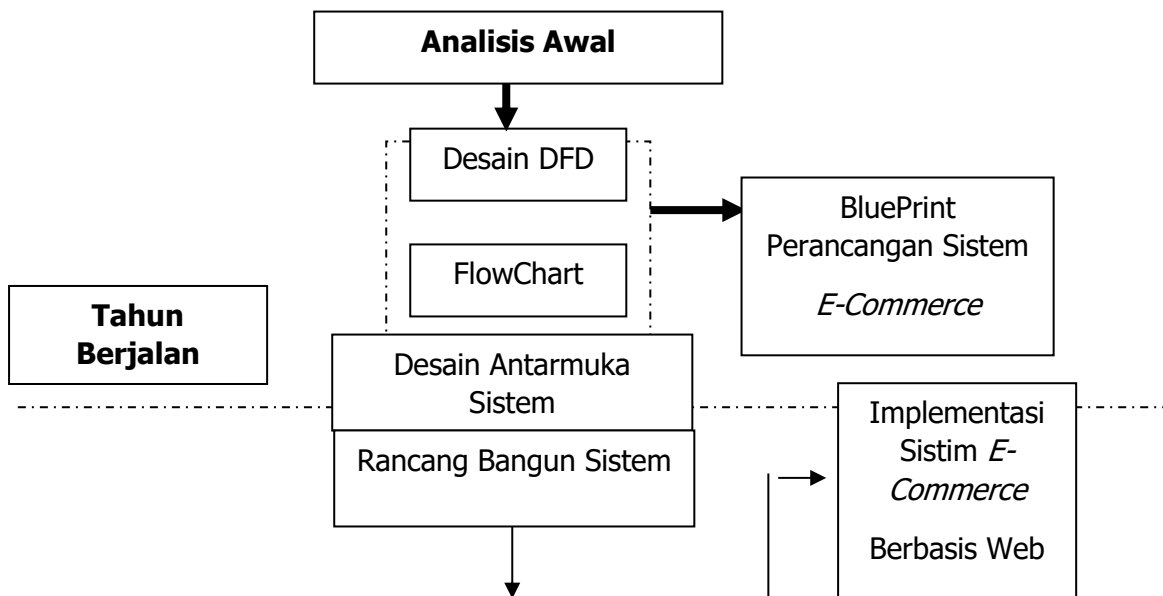 Analisis Awal
Desain DFD
BluePrint
Perancangan Sistem
E-Commerce
FlowChart
Tahun
Berjalan
Desain Antarmuka
Sistem
Rancang Bangun Sistem
Implementasi
Sistim E-
Commerce
Berbasis Web